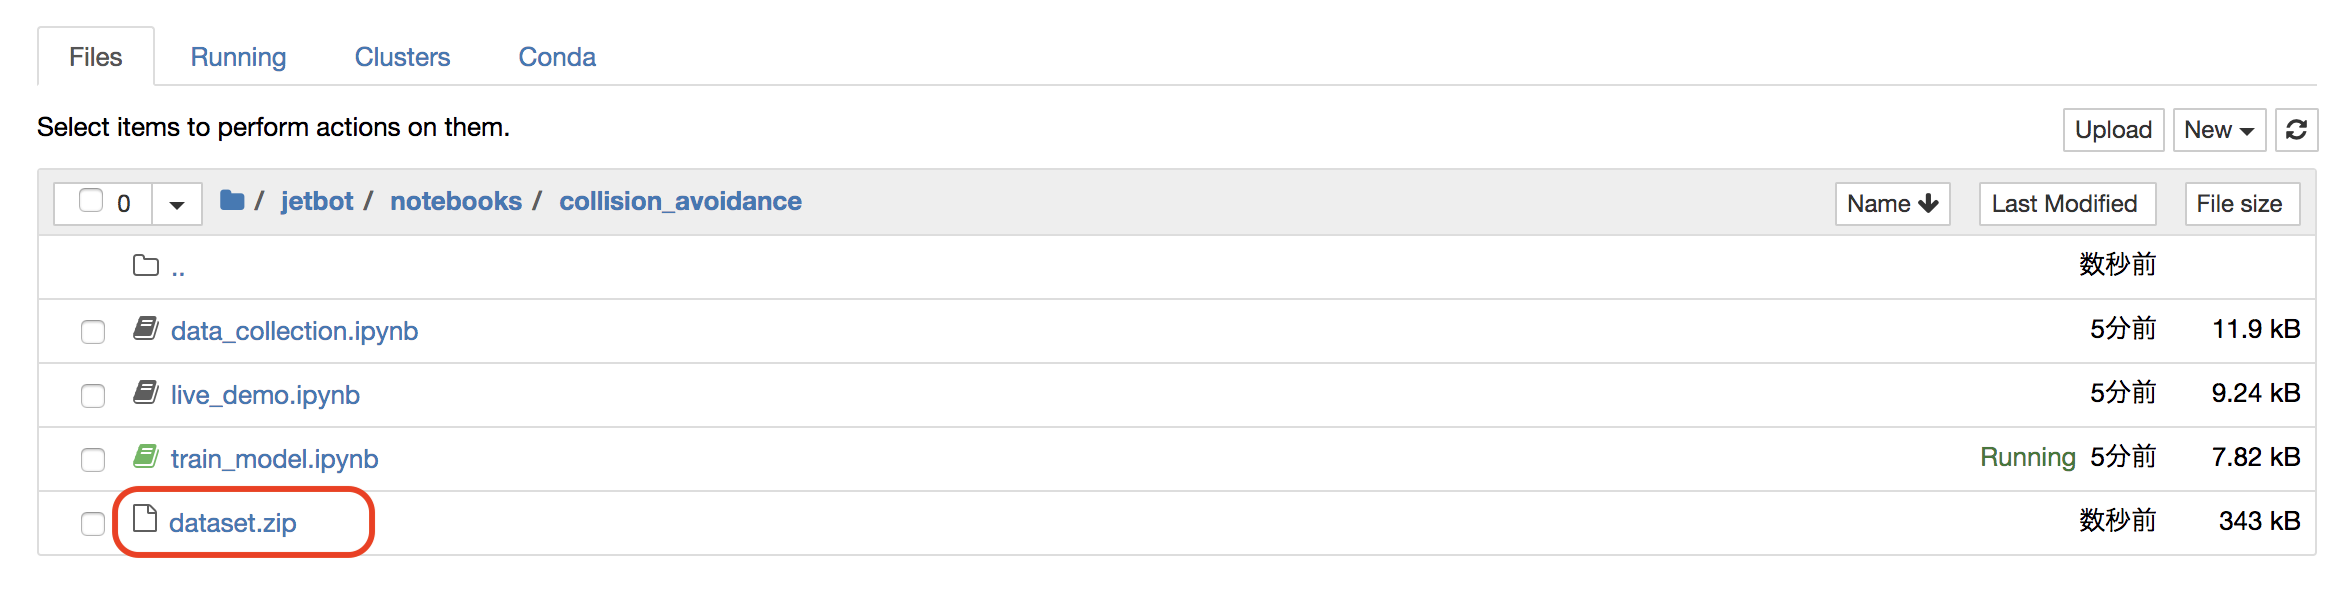 Files Running Clusters Conda
Select items to perform actions on them. Upload New
0 / jetbot / notebooks / collision_avoidance Name Last Modified File size
.. 数秒前
data_collection.ipynb 5分前 11.9 kB
live_demo.ipynb 5分前 9.24 kB
train_model.ipynb Running 5分前 7.82 kB
dataset.zip 数秒前 343 kB